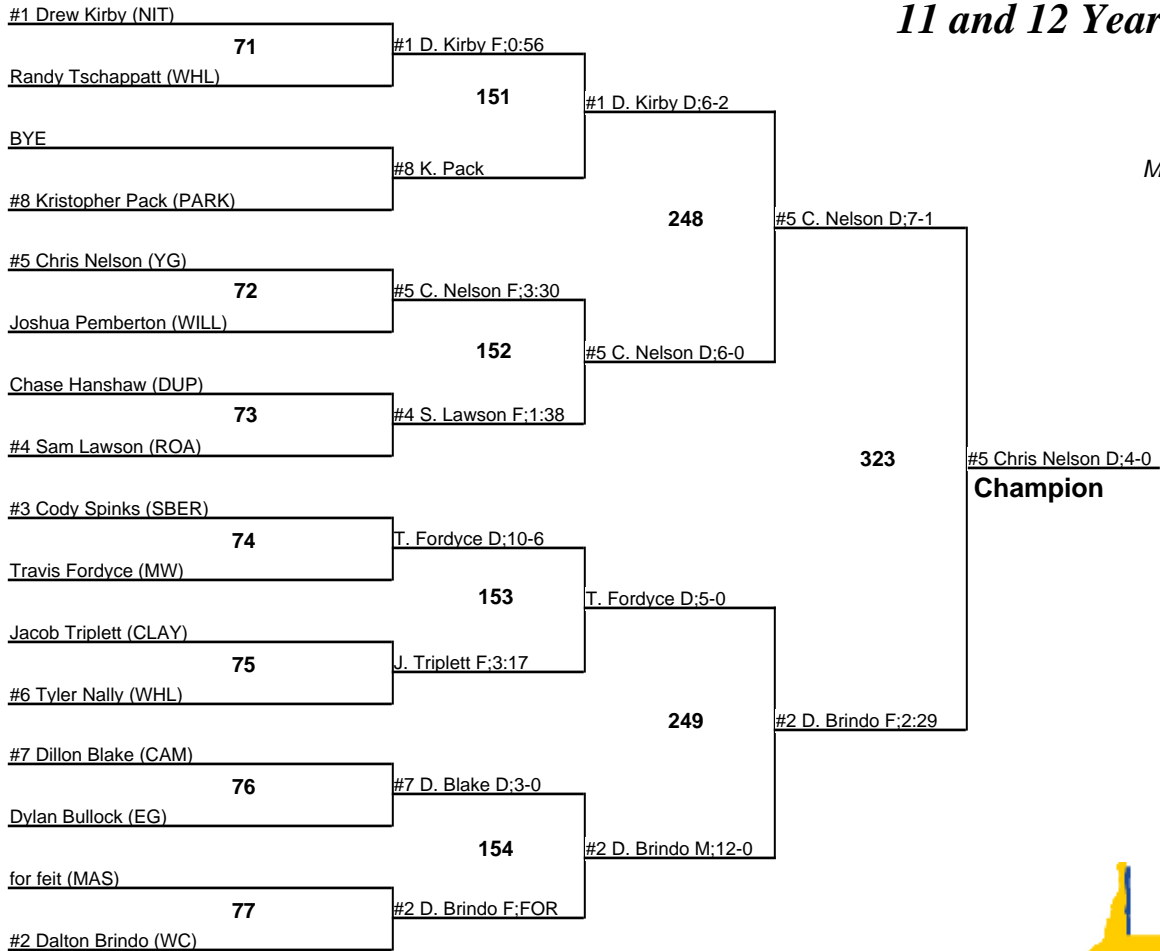 #1 Drew Kirby (NIT)
11 and 12 Year
71
#1 D. Kirby F;0:56
Randy Tschappatt (WHL)
151
#1 D. Kirby D;6-2
BYE
#8 K. Pack
M
#8 Kristopher Pack (PARK)
248
#5 C. Nelson D;7-1
#5 Chris Nelson (YG)
72
#5 C. Nelson F;3:30
Joshua Pemberton (WILL)
152
#5 C. Nelson D;6-0
Chase Hanshaw (DUP)
73
#4 S. Lawson F;1:38
#4 Sam Lawson (ROA)
323
#5 Chris Nelson D;4-0
Champion
#3 Cody Spinks (SBER)
74
T. Fordyce D;10-6
Travis Fordyce (MW)
153
T. Fordyce D;5-0
Jacob Triplett (CLAY)
75
J. Triplett F;3:17
#6 Tyler Nally (WHL)
249
#2 D. Brindo F;2:29
#7 Dillon Blake (CAM)
76
#7 D. Blake D;3-0
Dylan Bullock (EG)
154
#2 D. Brindo M;12-0
for feit (MAS)
77
#2 D. Brindo F;FOR
#2 Dalton Brindo (WC)